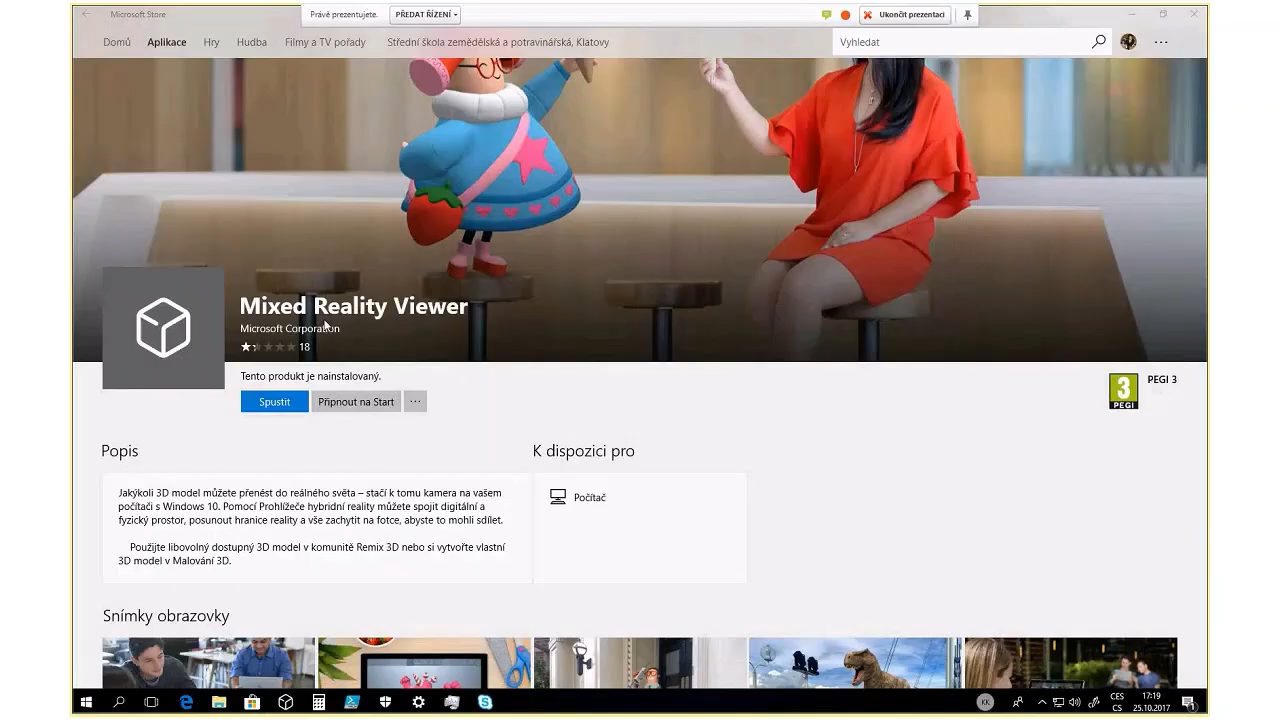 Microsoft Store
Právě prezentujete.
PŘEDAT ŘÍZENÍ
Ukončit prezentaci
Domů Aplikace Hry Hudba Filmy a TV pořady Střední škola zemědělská a potravinářská, Klatovy
Vyhledat
Mixed Reality Viewer
Microsoft Corporation
18
Tento produkt je nainstalovaný.
Spustit
Připnout na Start
3
PEGI
PEGI 3
Popis
Jakýkoli 3D model můžete přenést do reálného světa – stačí k tomu kamera na vašem
počítači s Windows 10. Pomocí Prohlížeče hybridní reality můžete spojit digitální a
fyzický prostor, posunout hranice reality a vše zachytit na fotce, abyste to mohli sdílet.
Použijte libovolný dostupný 3D model v komunitě Remix 3D nebo si vytvořte vlastní
3D model v Malování 3D.
K dispozici pro
Počítač
Snímky obrazovky
KK
CES
CS
17:19
25.10.2017
1